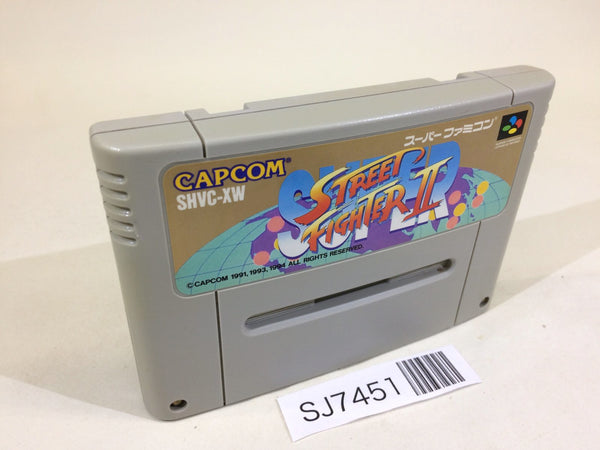 CAPCOM
SHVC-XW
スーパーファミコン
SUPER
STREET
FIGHTER II
© CAPCOM 1991, 1993, 1994 ALL RIGHTS RESERVED.
SJ7451